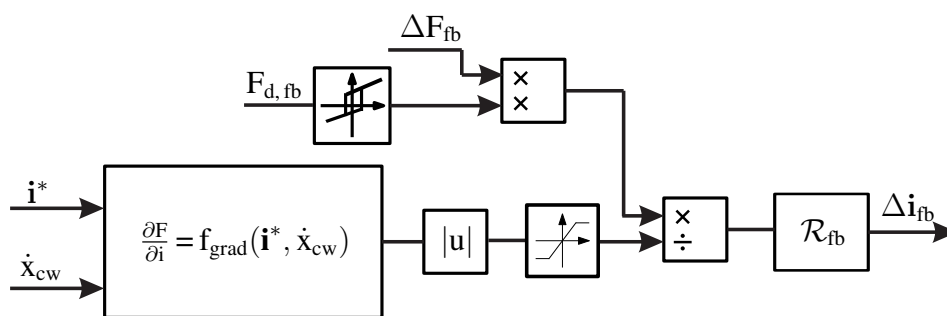 ΔF_fb
F_d, fb
×
×
i*
ẋ_cw
∂F/∂i = f_grad(i*, ẋ_cw)
|u|
×
÷
R_fb
Δi_fb